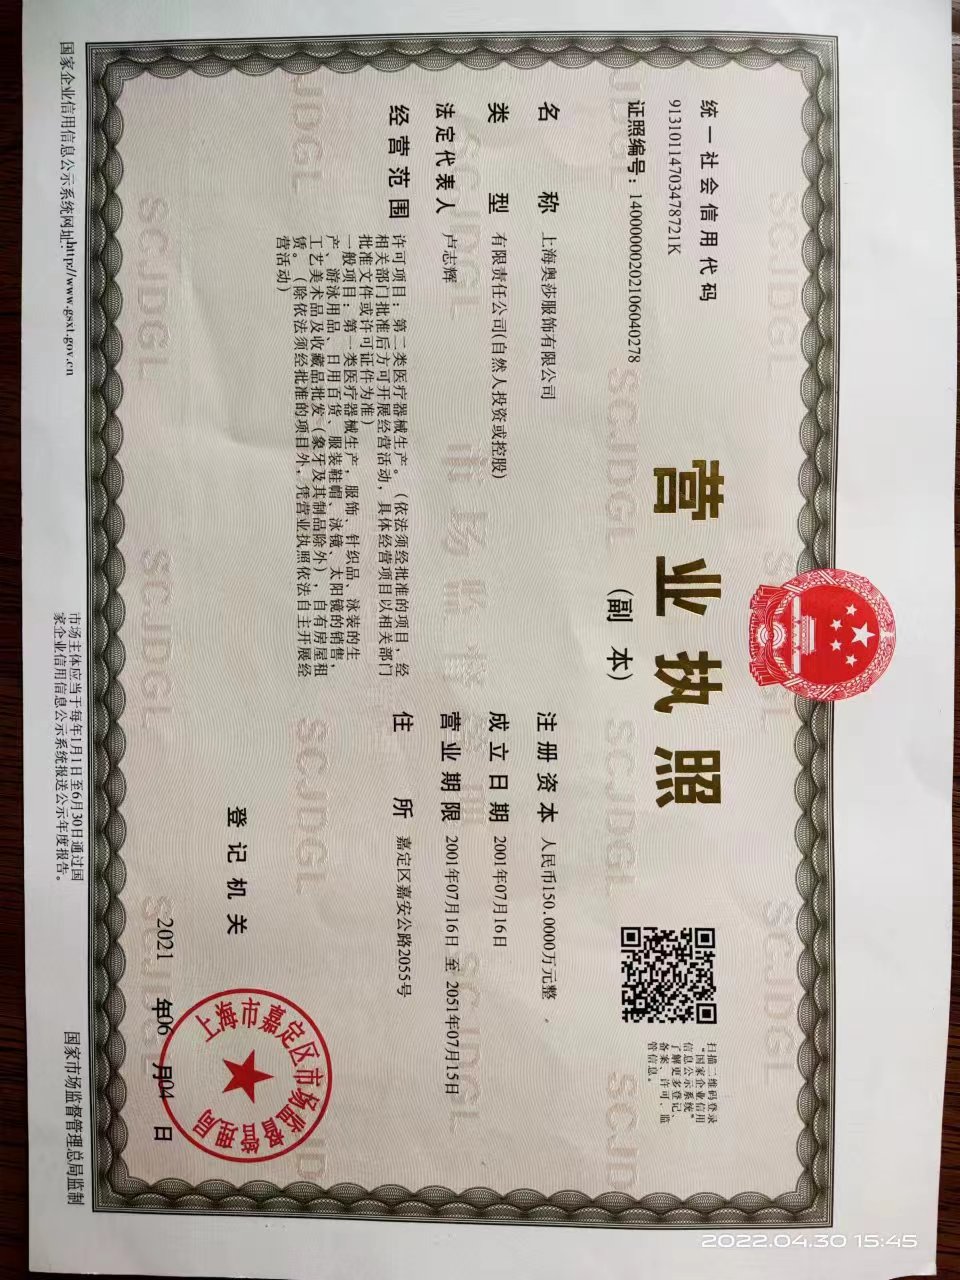 统一社会信用代码
91310114703478721K
证照编号：14000000202106040278
营业执照
（副 本）
扫描二维码登录
“国家企业信用
信息公示系统”
了解更多登记、
备案、许可、监
管信息。
名 称 上海奥莎服饰有限公司
类 型 有限责任公司(自然人投资或控股)
法定代表人 卢志辉
经营范围 许可项目：第二类医疗器械生产。（依法须经批准的项目，经
相关部门批准后方可开展经营活动，具体经营项目以相关部门
批准文件或许可证件为准）
一般项目：第一类医疗器械生产，服饰、针织品、泳装的生
产、游泳用品、日用百货、服装鞋帽、泳镜、太阳镜的销售，
工艺美术品及收藏品批发（象牙及其制品除外），自有房屋租
赁。（除依法须经批准的项目外，凭营业执照依法自主开展经
营活动）
注册资本 人民币150.0000万元整
成立日期 2001年07月16日
营业期限 2001年07月16日 至 2051年07月15日
住 所 嘉定区嘉安公路2055号
登记机关
上海市嘉定区市场监督管理局
2021 年06 月04 日
国家企业信用信息公示系统网址：http://www.gsxt.gov.cn
市场主体应当于每年1月1日至6月30日通过国
家企业信用信息公示系统报送公示年度报告。
国家市场监督管理总局监制
SCJDGL
市场监督管理
2022.04.30 15:45